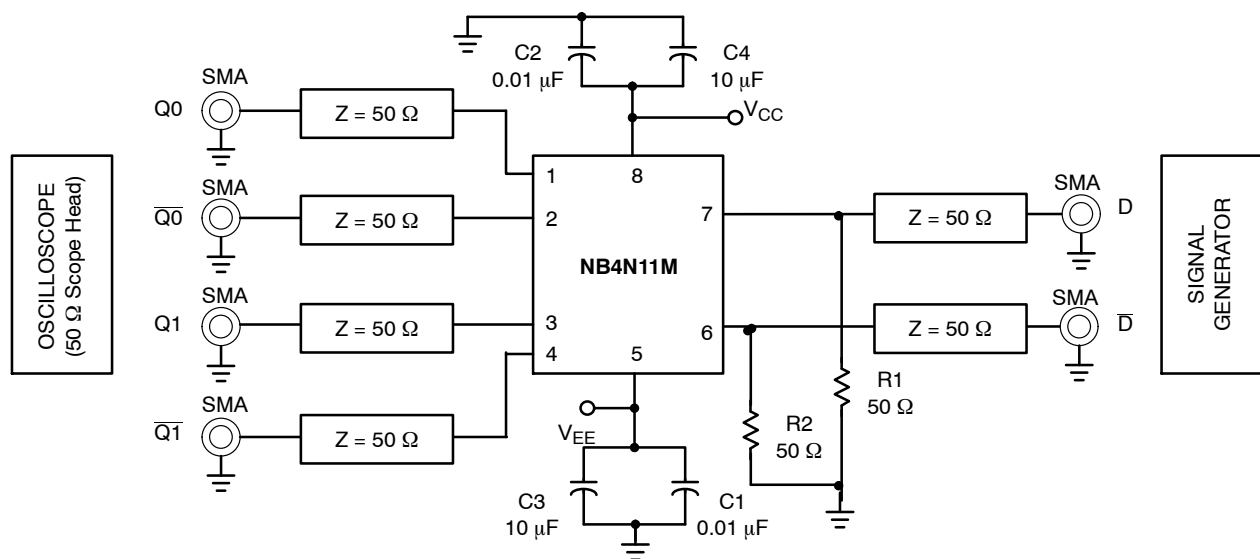 C2
0.01 μF
C4
10 μF
V_CC
SMA
Q0
Z = 50 Ω
SMA
Q̅0̅
Z = 50 Ω
SMA
Q1
Z = 50 Ω
SMA
Q̅1̅
Z = 50 Ω
OSCILLOSCOPE
(50 Ω Scope Head)
1
2
3
4
8
7
6
5
NB4N11M
Z = 50 Ω
SMA
D
Z = 50 Ω
SMA
D̅
SIGNAL
GENERATOR
R1
50 Ω
R2
50 Ω
V_EE
C3
10 μF
C1
0.01 μF